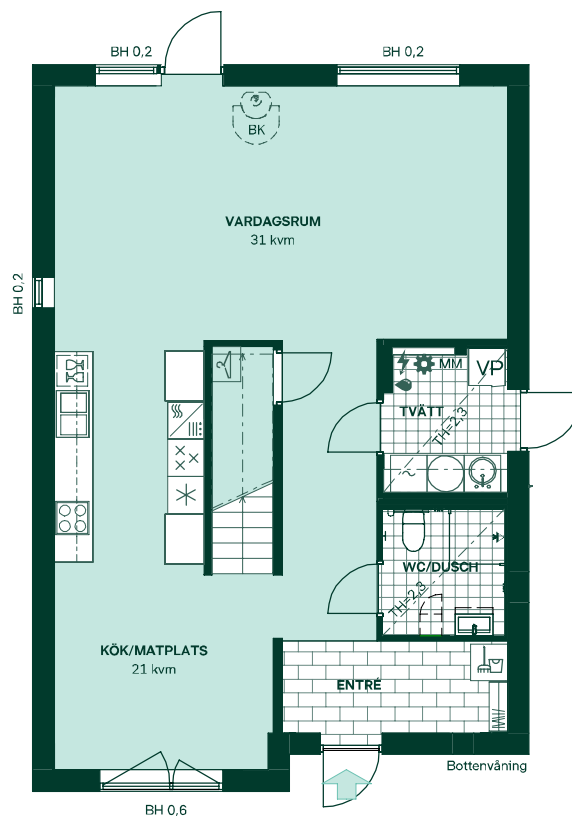 BH 0,2
BH 0,2
BK
VARDAGSRUM
31 kvm
BH 0,2
MM
VP
TVÄTT
TH=2,3
WC/DUSCH
TH=2,3
KÖK/MATPLATS
21 kvm
ENTRÉ
Bottenvåning
BH 0,6